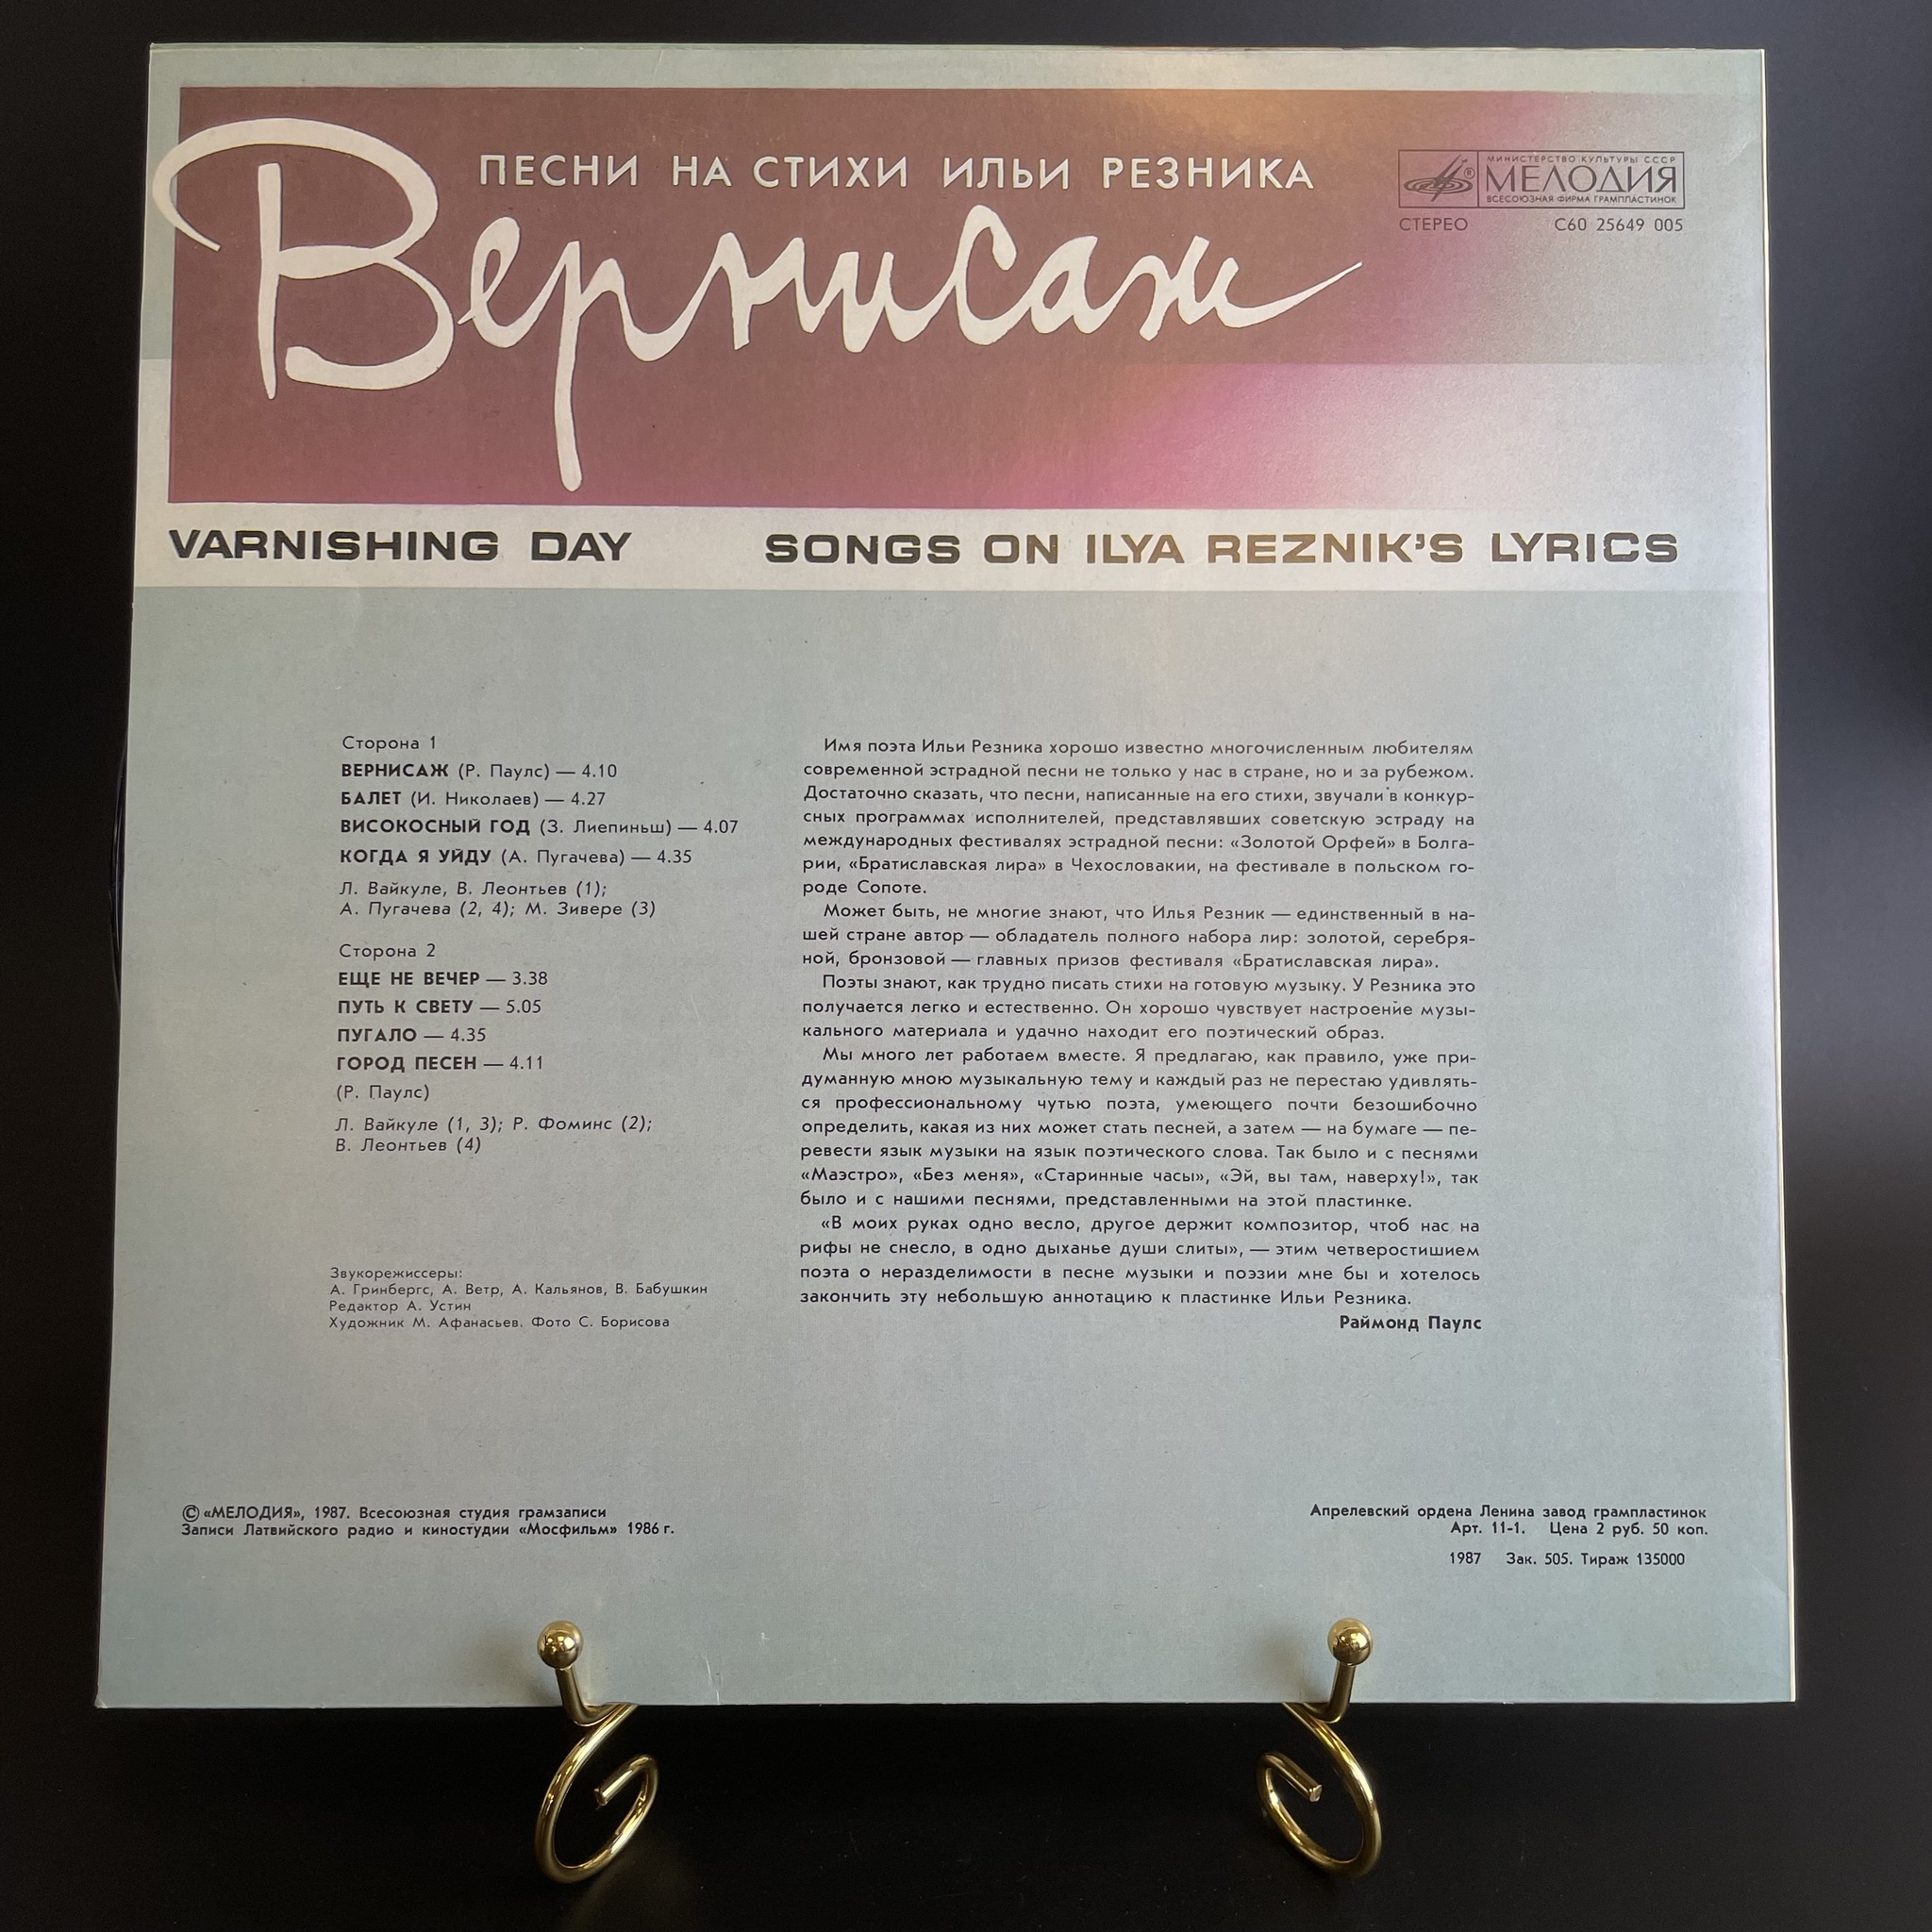 ПЕСНИ НА СТИХИ ИЛЬИ РЕЗНИКА
Вернисаж
МИНИСТЕРСТВО КУЛЬТУРЫ СССР
МЕЛОДИЯ
ВСЕСОЮЗНАЯ ФИРМА ГРАМПЛАСТИНОК
СТЕРЕО С60 25649 005
VARNISHING DAY SONGS ON ILYA REZNIK'S LYRICS
Сторона 1
ВЕРНИСАЖ (Р. Паулс) — 4.10
БАЛЕТ (И. Николаев) — 4.27
ВИСОКОСНЫЙ ГОД (З. Лиепиньш) — 4.07
КОГДА Я УЙДУ (А. Пугачева) — 4.35
Л. Вайкуле, В. Леонтьев (1);
А. Пугачева (2, 4); М. Зивере (3)
Сторона 2
ЕЩЕ НЕ ВЕЧЕР — 3.38
ПУТЬ К СВЕТУ — 5.05
ПУГАЛО — 4.35
ГОРОД ПЕСЕН — 4.11
(Р. Паулс)
Л. Вайкуле (1, 3); Р. Фоминс (2);
В. Леонтьев (4)
Звукорежиссеры:
А. Гринбергс, А. Ветр, А. Кальянов, В. Бабушкин
Редактор А. Устин
Художник М. Афанасьев. Фото С. Борисова
Имя поэта Ильи Резника хорошо известно многочисленным любителям
современной эстрадной песни не только у нас в стране, но и за рубежом.
Достаточно сказать, что песни, написанные на его стихи, звучали в конкур-
сных программах исполнителей, представлявших советскую эстраду на
международных фестивалях эстрадной песни: «Золотой Орфей» в Болга-
рии, «Братиславская лира» в Чехословакии, на фестивале в польском го-
роде Сопоте.
Может быть, не многие знают, что Илья Резник — единственный в на-
шей стране автор — обладатель полного набора лир: золотой, серебря-
ной, бронзовой — главных призов фестиваля «Братиславская лира».
Поэты знают, как трудно писать стихи на готовую музыку. У Резника это
получается легко и естественно. Он хорошо чувствует настроение музы-
кального материала и удачно находит его поэтический образ.
Мы много лет работаем вместе. Я предлагаю, как правило, уже при-
думанную мною музыкальную тему и каждый раз не перестаю удивлять-
ся профессиональному чутью поэта, умеющего почти безошибочно
определить, какая из них может стать песней, а затем — на бумаге — пе-
ревести язык музыки на язык поэтического слова. Так было и с песнями
«Маэстро», «Без меня», «Старинные часы», «Эй, вы там, наверху!», так
было и с нашими песнями, представленными на этой пластинке.
«В моих руках одно весло, другое держит композитор, чтоб нас на
рифы не снесло, в одно дыханье души слиты», — этим четверостишием
поэта о неразделимости в песне музыки и поэзии мне бы и хотелось
закончить эту небольшую аннотацию к пластинке Ильи Резника.
Раймонд Паулс
© «МЕЛОДИЯ», 1987. Всесоюзная студия грамзаписи
Записи Латвийского радио и киностудии «Мосфильм» 1986 г.
Апрелевский ордена Ленина завод грампластинок
Арт. 11-1. Цена 2 руб. 50 коп.
1987 Зак. 505. Тираж 135000